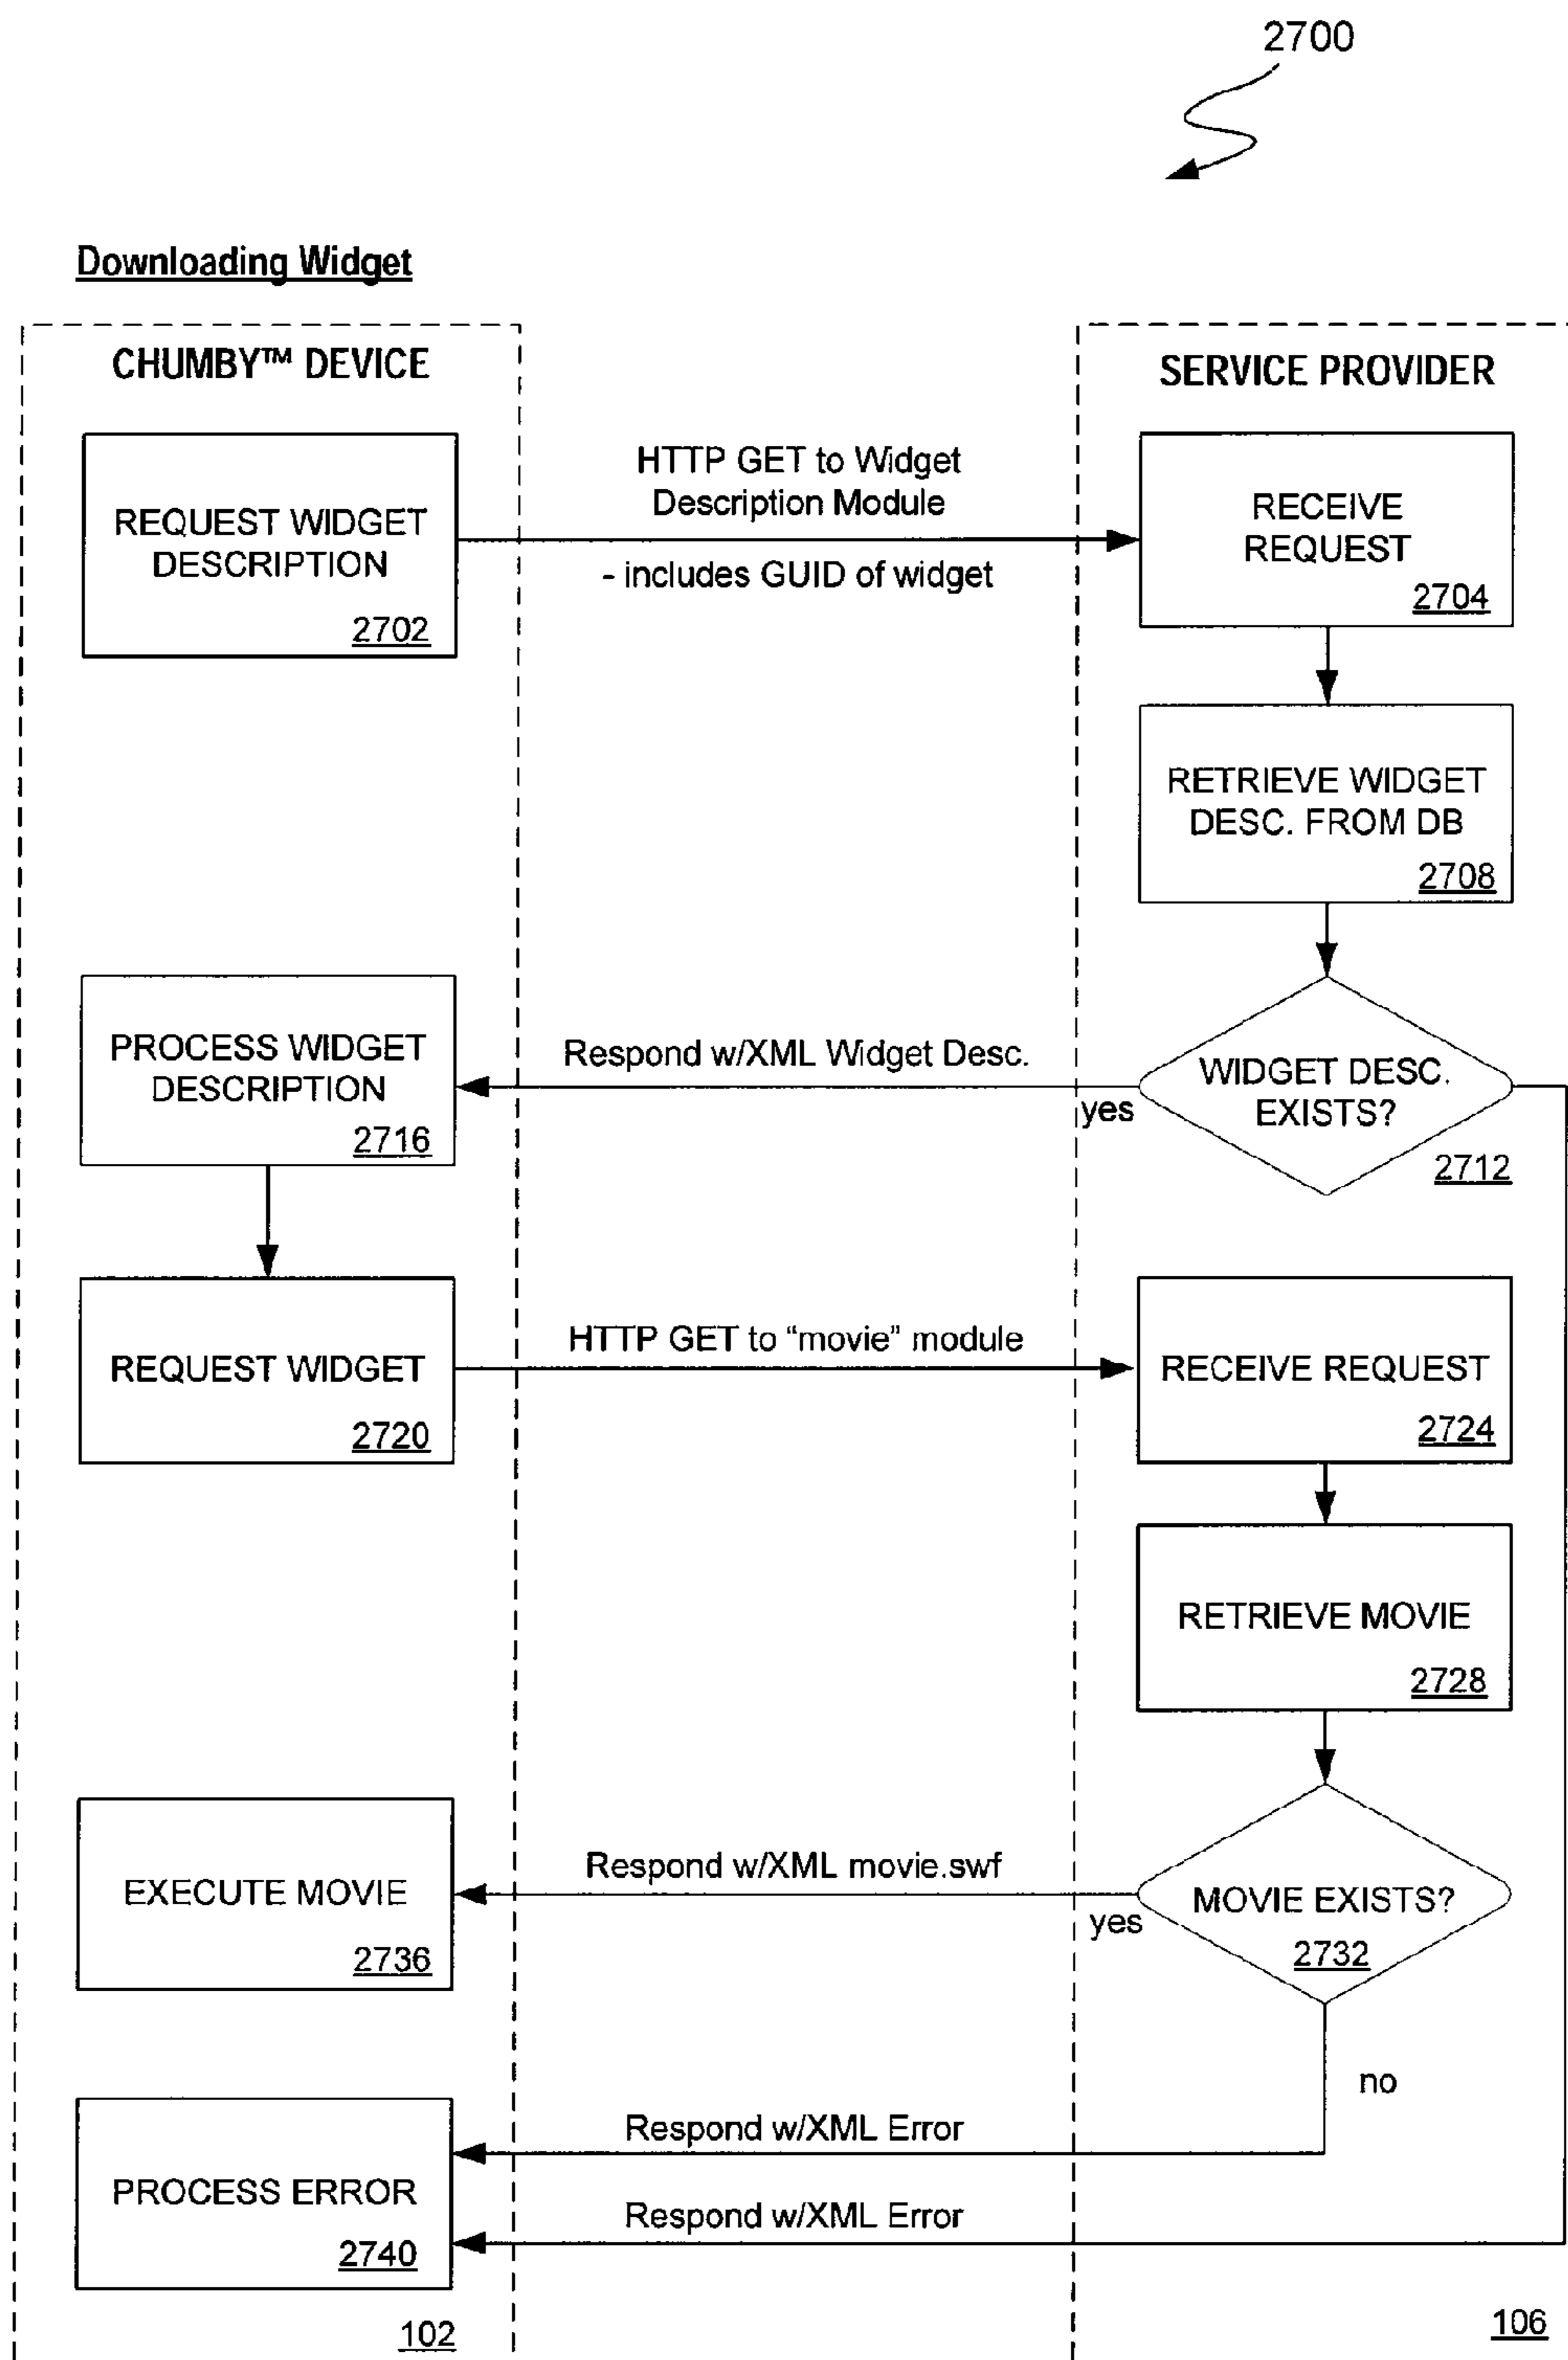 2700
Downloading Widget
CHUMBY™ DEVICE
SERVICE PROVIDER
REQUEST WIDGET
DESCRIPTION
2702
HTTP GET to Widget
Description Module
- includes GUID of widget
RECEIVE
REQUEST
2704
RETRIEVE WIDGET
DESC. FROM DB
2708
PROCESS WIDGET
DESCRIPTION
2716
Respond w/XML Widget Desc.
yes
WIDGET DESC.
EXISTS?
2712
REQUEST WIDGET
2720
HTTP GET to “movie” module
RECEIVE REQUEST
2724
RETRIEVE MOVIE
2728
EXECUTE MOVIE
2736
Respond w/XML movie.swf
yes
MOVIE EXISTS?
2732
no
Respond w/XML Error
PROCESS ERROR
2740
Respond w/XML Error
102
106